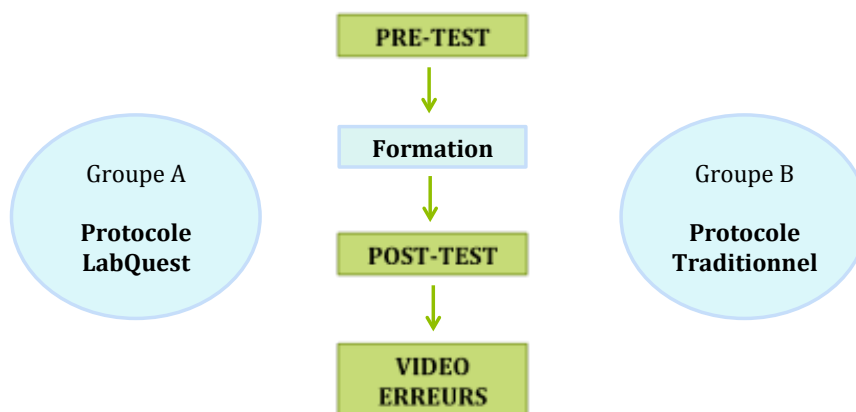 PRE-TEST
Formation
Groupe A
Protocole
LabQuest
Groupe B
Protocole
Traditionnel
POST-TEST
VIDEO
ERREURS